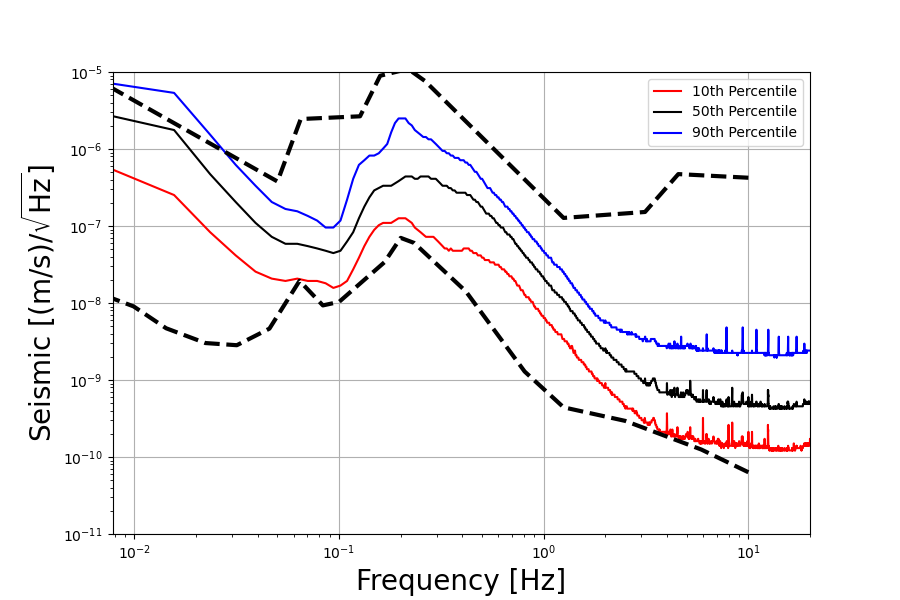 10⁻⁵
10⁻⁶
10⁻⁷
10⁻⁸
10⁻⁹
10⁻¹⁰
10⁻¹¹
Seismic [(m/s)/√Hz]
10th Percentile
50th Percentile
90th Percentile
10⁻²
10⁻¹
10⁰
10¹
Frequency [Hz]